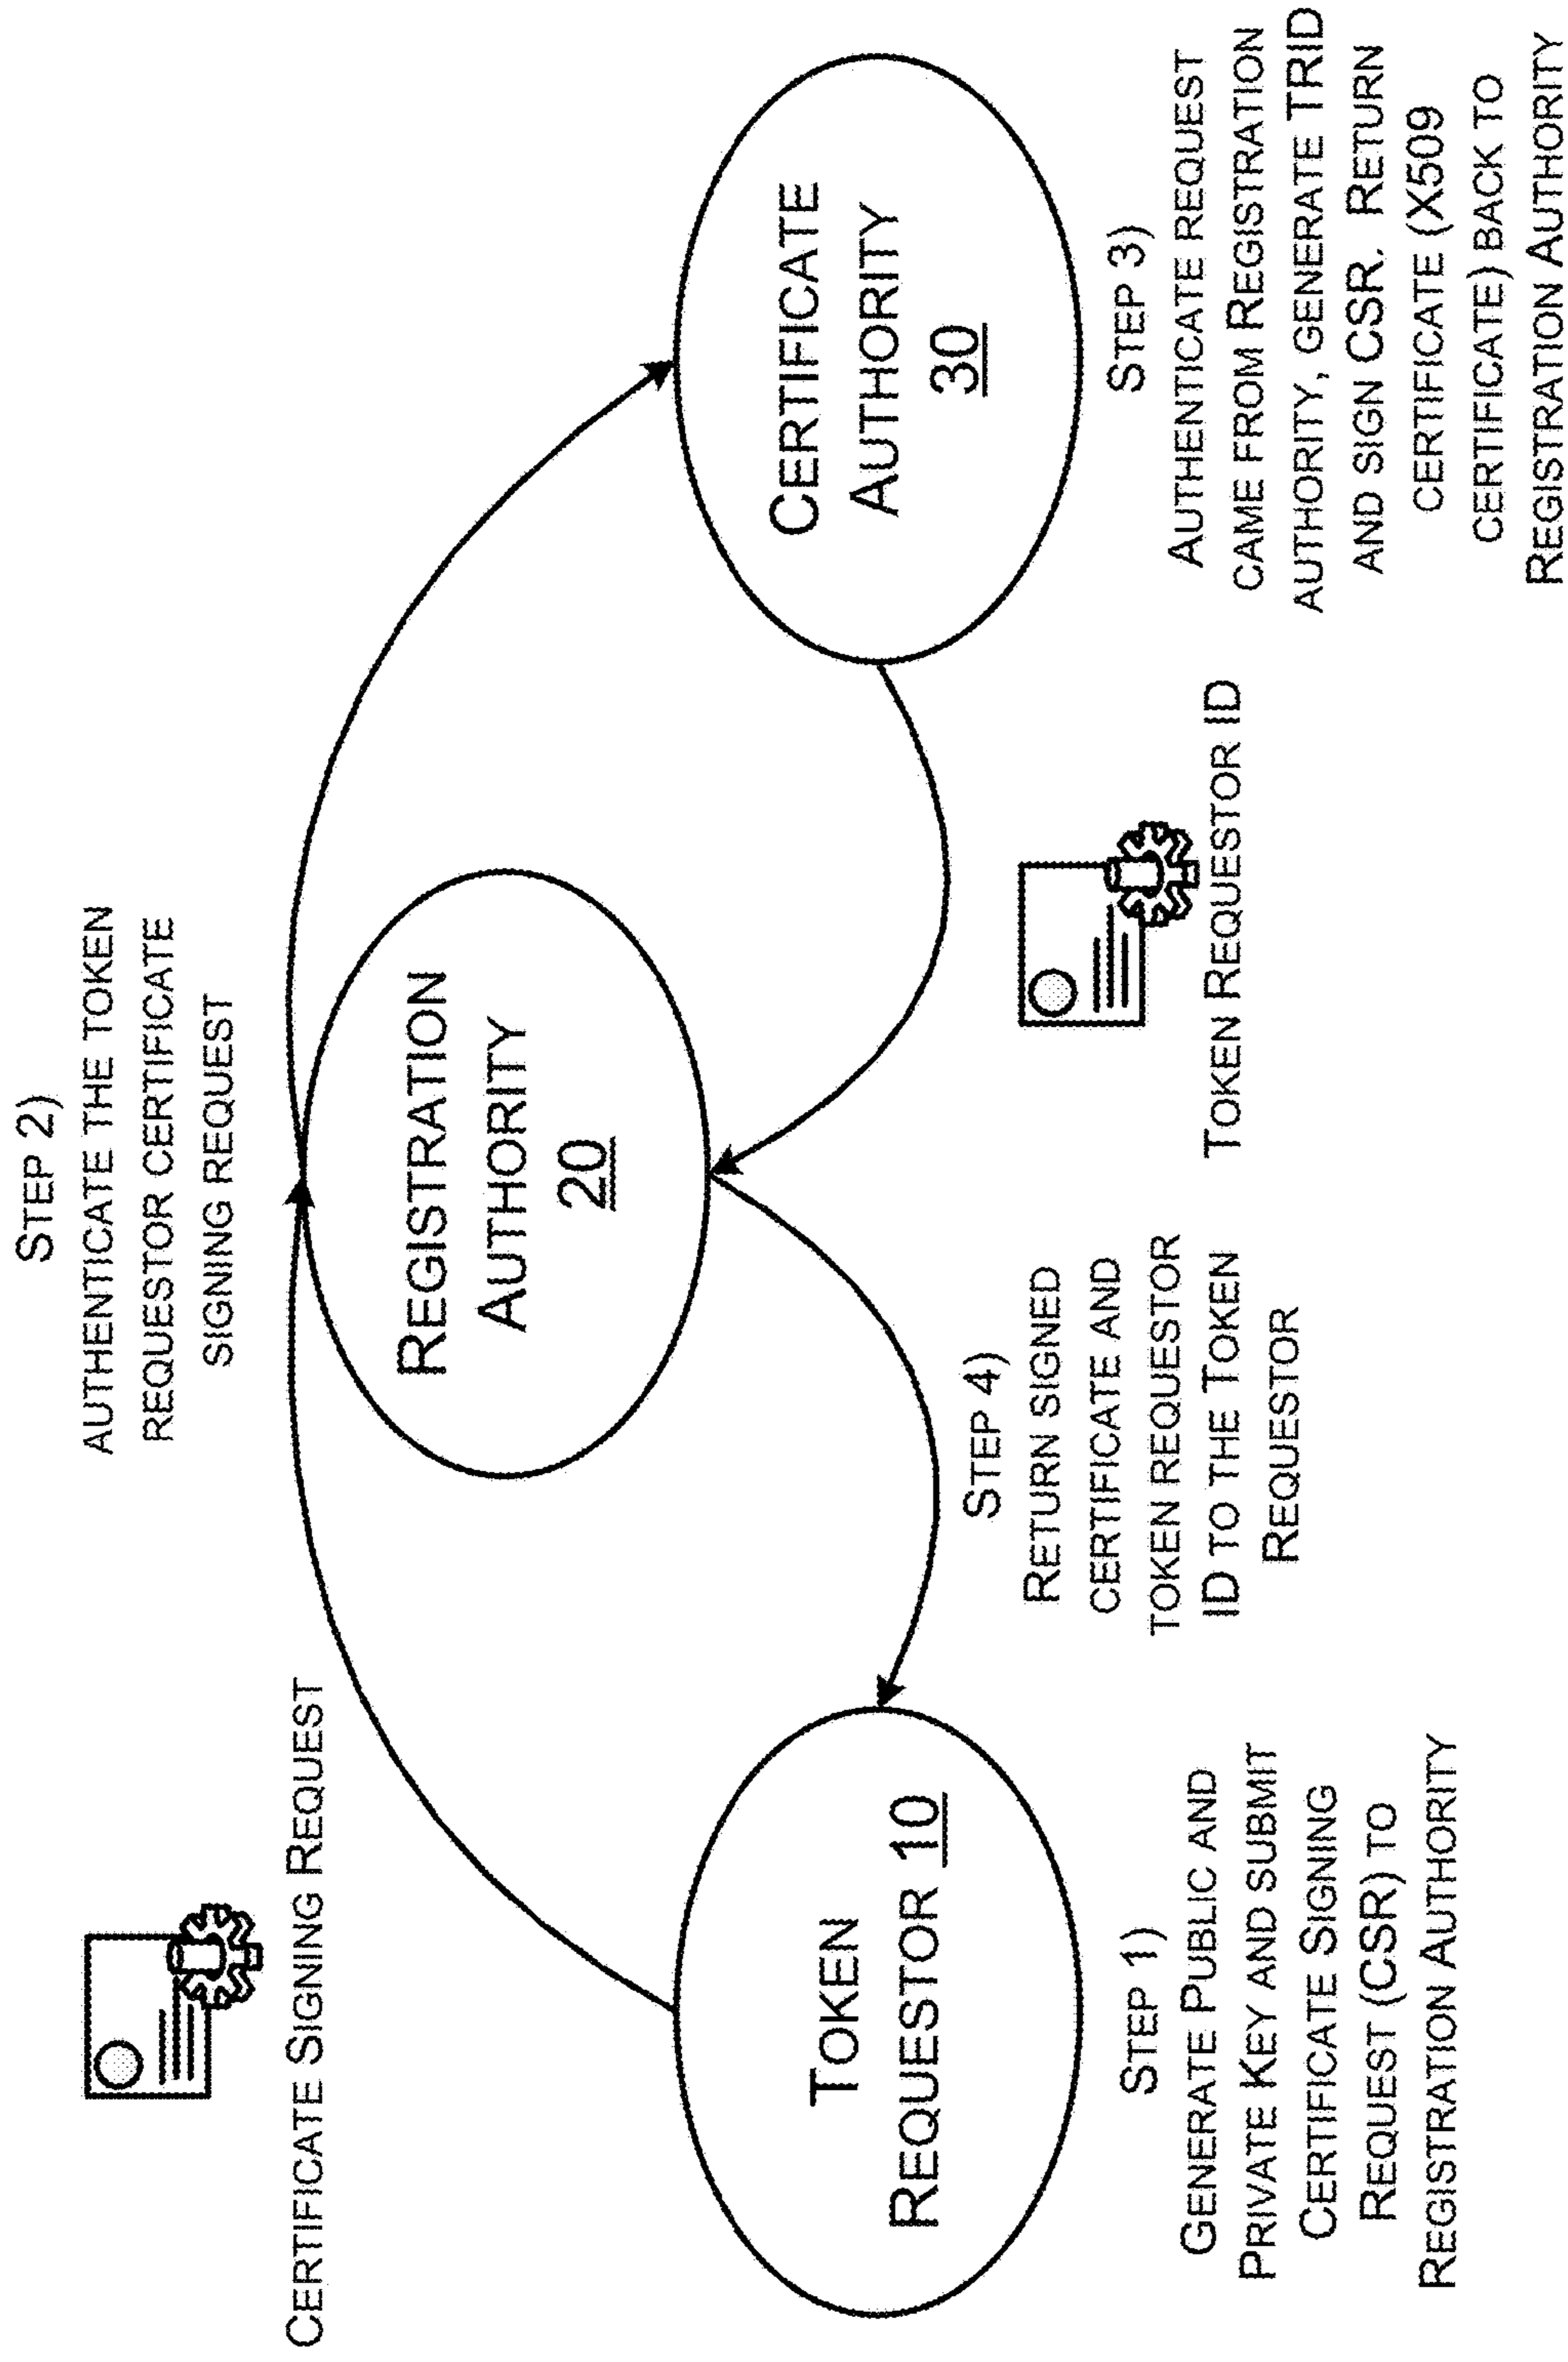 STEP 2)
AUTHENTICATE THE TOKEN
REQUESTOR CERTIFICATE
SIGNING REQUEST
CERTIFICATE SIGNING REQUEST
REGISTRATION
AUTHORITY
20
TOKEN
REQUESTOR 10
CERTIFICATE
AUTHORITY
30
STEP 1)
GENERATE PUBLIC AND
PRIVATE KEY AND SUBMIT
CERTIFICATE SIGNING
REQUEST (CSR) TO
REGISTRATION AUTHORITY
STEP 4)
RETURN SIGNED
CERTIFICATE AND
TOKEN REQUESTOR
ID TO THE TOKEN
REQUESTOR
TOKEN REQUESTOR ID
STEP 3)
AUTHENTICATE REQUEST
CAME FROM REGISTRATION
AUTHORITY, GENERATE TRID
AND SIGN CSR. RETURN
CERTIFICATE (X509
CERTIFICATE) BACK TO
REGISTRATION AUTHORITY